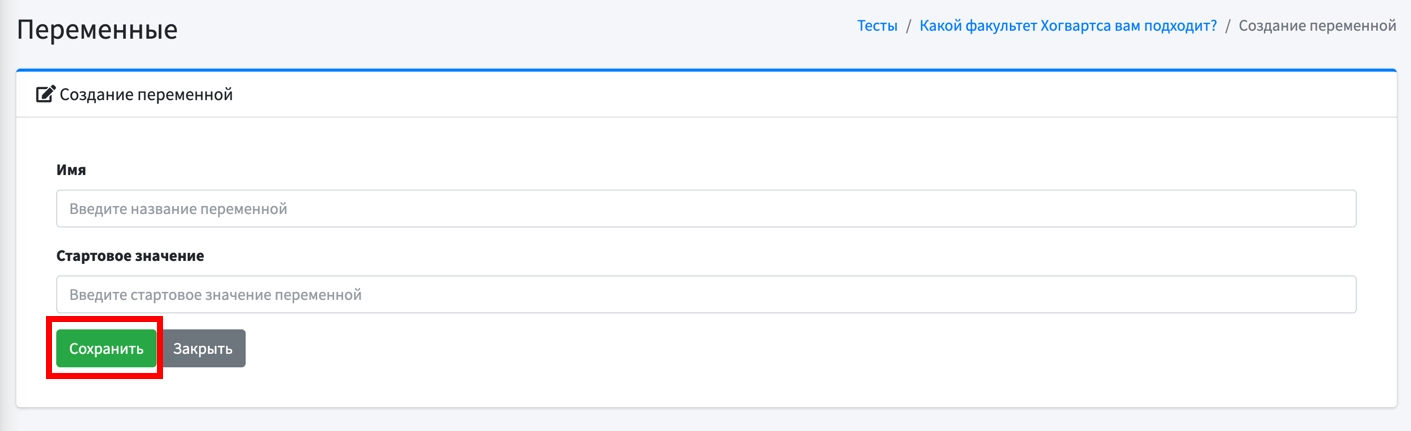 Переменные
Тесты / Какой факультет Хогвартса вам подходит? / Создание переменной
Создание переменной
Имя
Введите название переменной
Стартовое значение
Введите стартовое значение переменной
Сохранить Закрыть